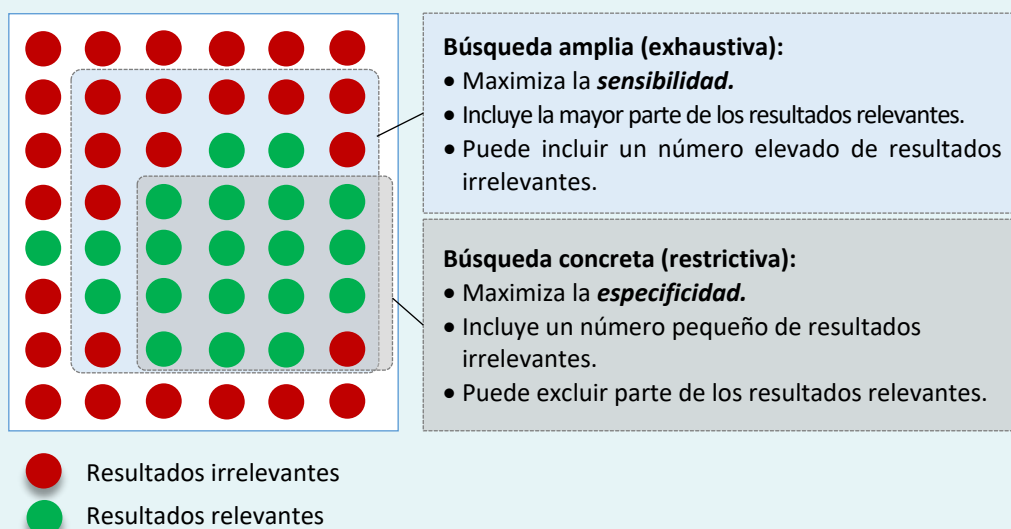 Búsqueda amplia (exhaustiva):
• Maximiza la sensibilidad.
• Incluye la mayor parte de los resultados relevantes.
• Puede incluir un número elevado de resultados
irrelevantes.
Búsqueda concreta (restrictiva):
• Maximiza la especificidad.
• Incluye un número pequeño de resultados
irrelevantes.
• Puede excluir parte de los resultados relevantes.
Resultados irrelevantes
Resultados relevantes